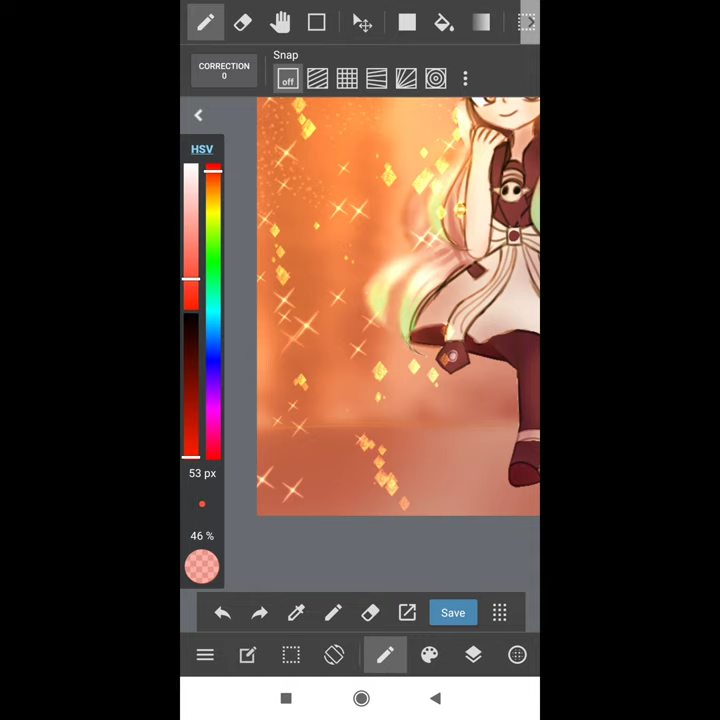 Snap
CORRECTION
0
off
HSV
53 px
46 %
Save